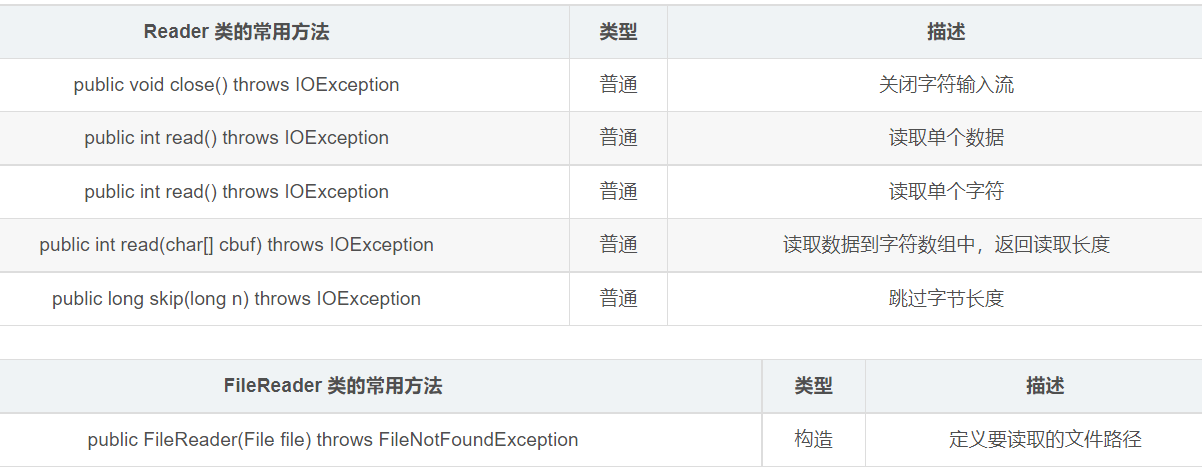 Reader 类的常用方法 类型 描述
public void close() throws IOException 普通 关闭字符输入流
public int read() throws IOException 普通 读取单个数据
public int read() throws IOException 普通 读取单个字符
public int read(char[] cbuf) throws IOException 普通 读取数据到字符数组中，返回读取长度
public long skip(long n) throws IOException 普通 跳过字节长度
FileReader 类的常用方法 类型 描述
public FileReader(File file) throws FileNotFoundException 构造 定义要读取的文件路径